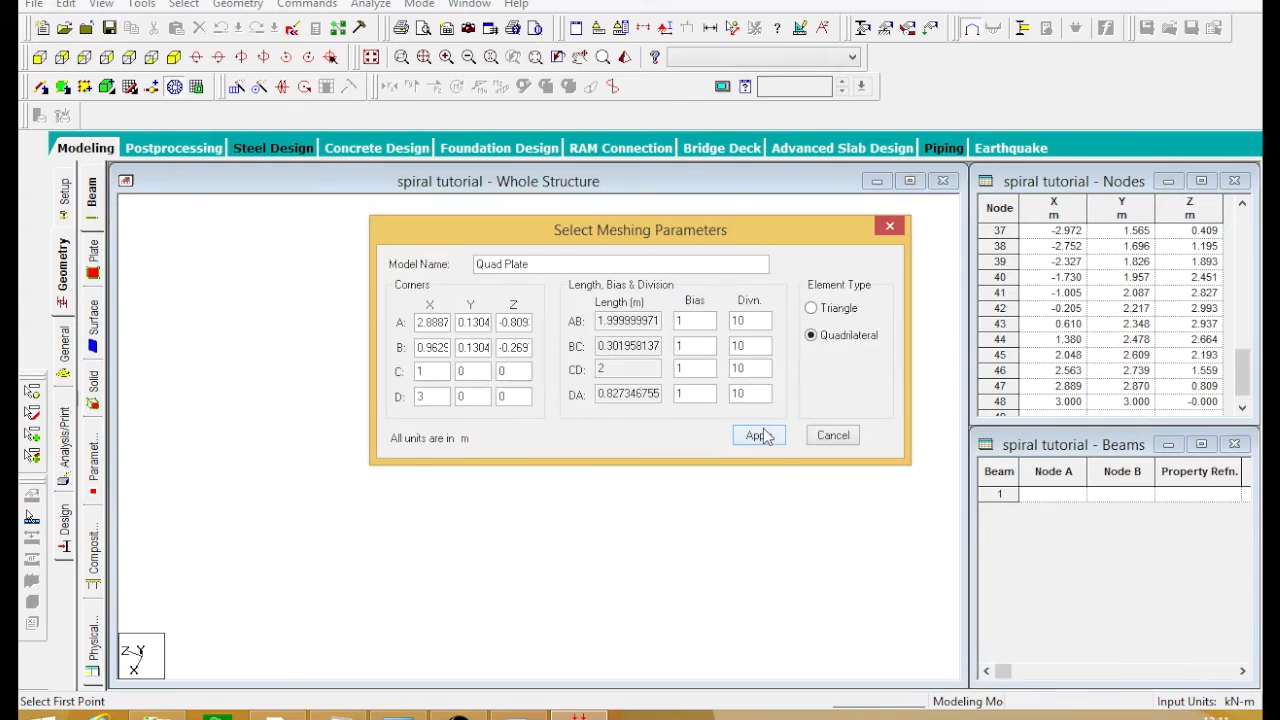 File Edit View Tools Select Geometry Commands Analyze Mode Window Help
Modeling Postprocessing Steel Design Concrete Design Foundation Design RAM Connection Bridge Deck Advanced Slab Design Piping Earthquake
Setup
Geometry
General
Analysis/Print
Design
Beam
Plate
Surface
Solid
Paramet...
Composit...
Physical...
spiral tutorial - Whole Structure
Select Meshing Parameters
Model Name: Quad Plate
Corners
X Y Z
A: 2.8887 0.1304 -0.809
B: 0.9629 0.1304 -0.269
C: 1 0 0
D: 3 0 0
All units are in m
Length, Bias & Division
Length (m) Bias Divn.
AB: 1.999999971 1 10
BC: 0.301958137 1 10
CD: 2 1 10
DA: 0.827346755 1 10
Element Type
Triangle
Quadrilateral
Cancel
Z Y
X
spiral tutorial - Nodes
Node X m Y m Z m
37 -2.972 1.565 0.409
38 -2.752 1.696 1.195
39 -2.327 1.826 1.893
40 -1.730 1.957 2.451
41 -1.005 2.087 2.827
42 -0.205 2.217 2.993
43 0.610 2.348 2.937
44 1.380 2.478 2.664
45 2.048 2.609 2.193
46 2.563 2.739 1.559
47 2.889 2.870 0.809
48 3.000 3.000 -0.000
spiral tutorial - Beams
Beam Node A Node B Property Refn.
1
Select First Point
Modeling Mo
Input Units: kN-m